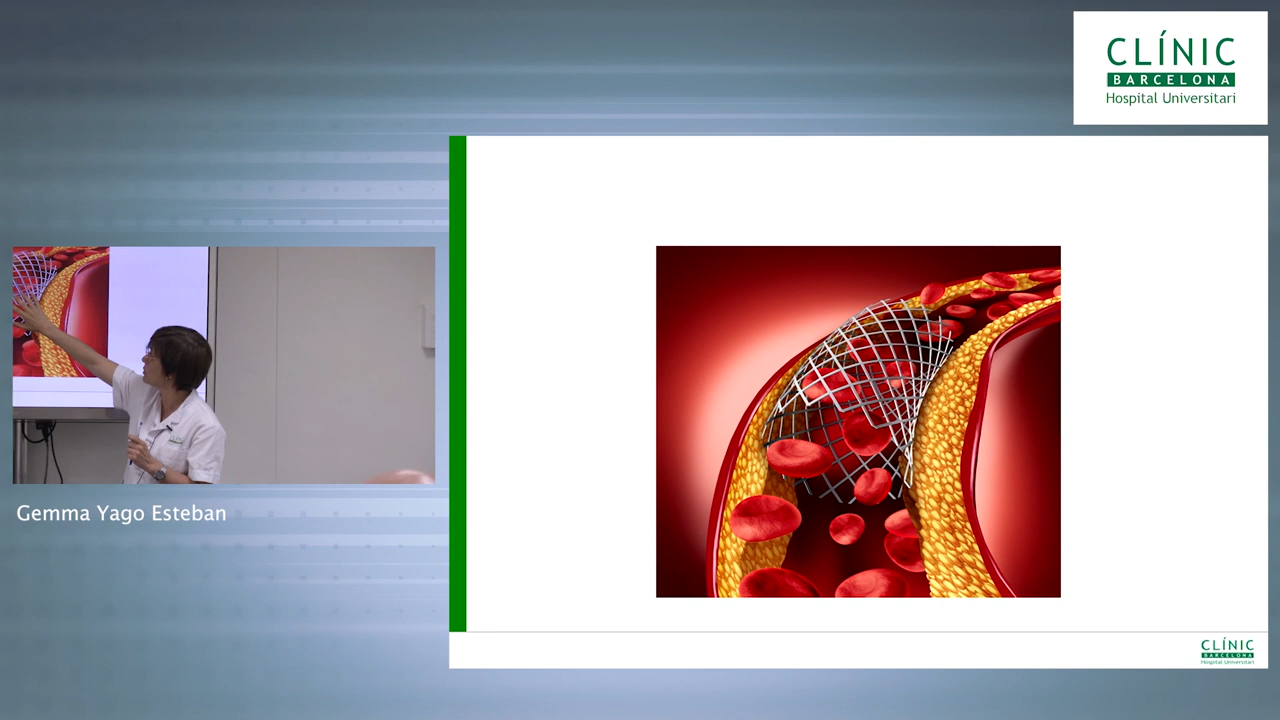 CLÍNIC
BARCELONA
Hospital Universitari
Gemma Yago Esteban
CLÍNIC
BARCELONA
Hospital Universitari